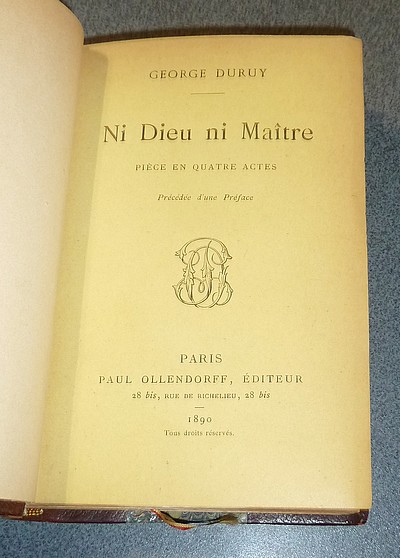 GEORGE DURUY
Ni Dieu ni Maître
PIÈCE EN QUATRE ACTES
Précédée d'une Préface
PARIS
PAUL OLLENDORFF, ÉDITEUR
28 bis, RUE DE RICHELIEU, 28 bis
1890
Tous droits réservés.